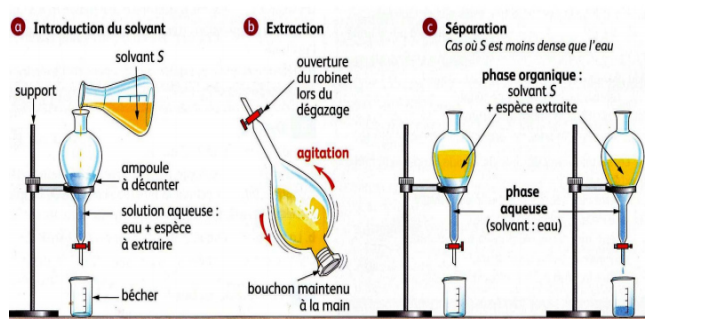 a Introduction du solvant
solvant S
support
ampoule
à décanter
solution aqueuse :
eau + espèce
à extraire
bécher
b Extraction
ouverture
du robinet
lors du
dégazage
agitation
bouchon maintenu
à la main
c Séparation
Cas où S est moins dense que l'eau
phase organique :
solvant S
+ espèce extraite
phase
aqueuse
(solvant : eau)